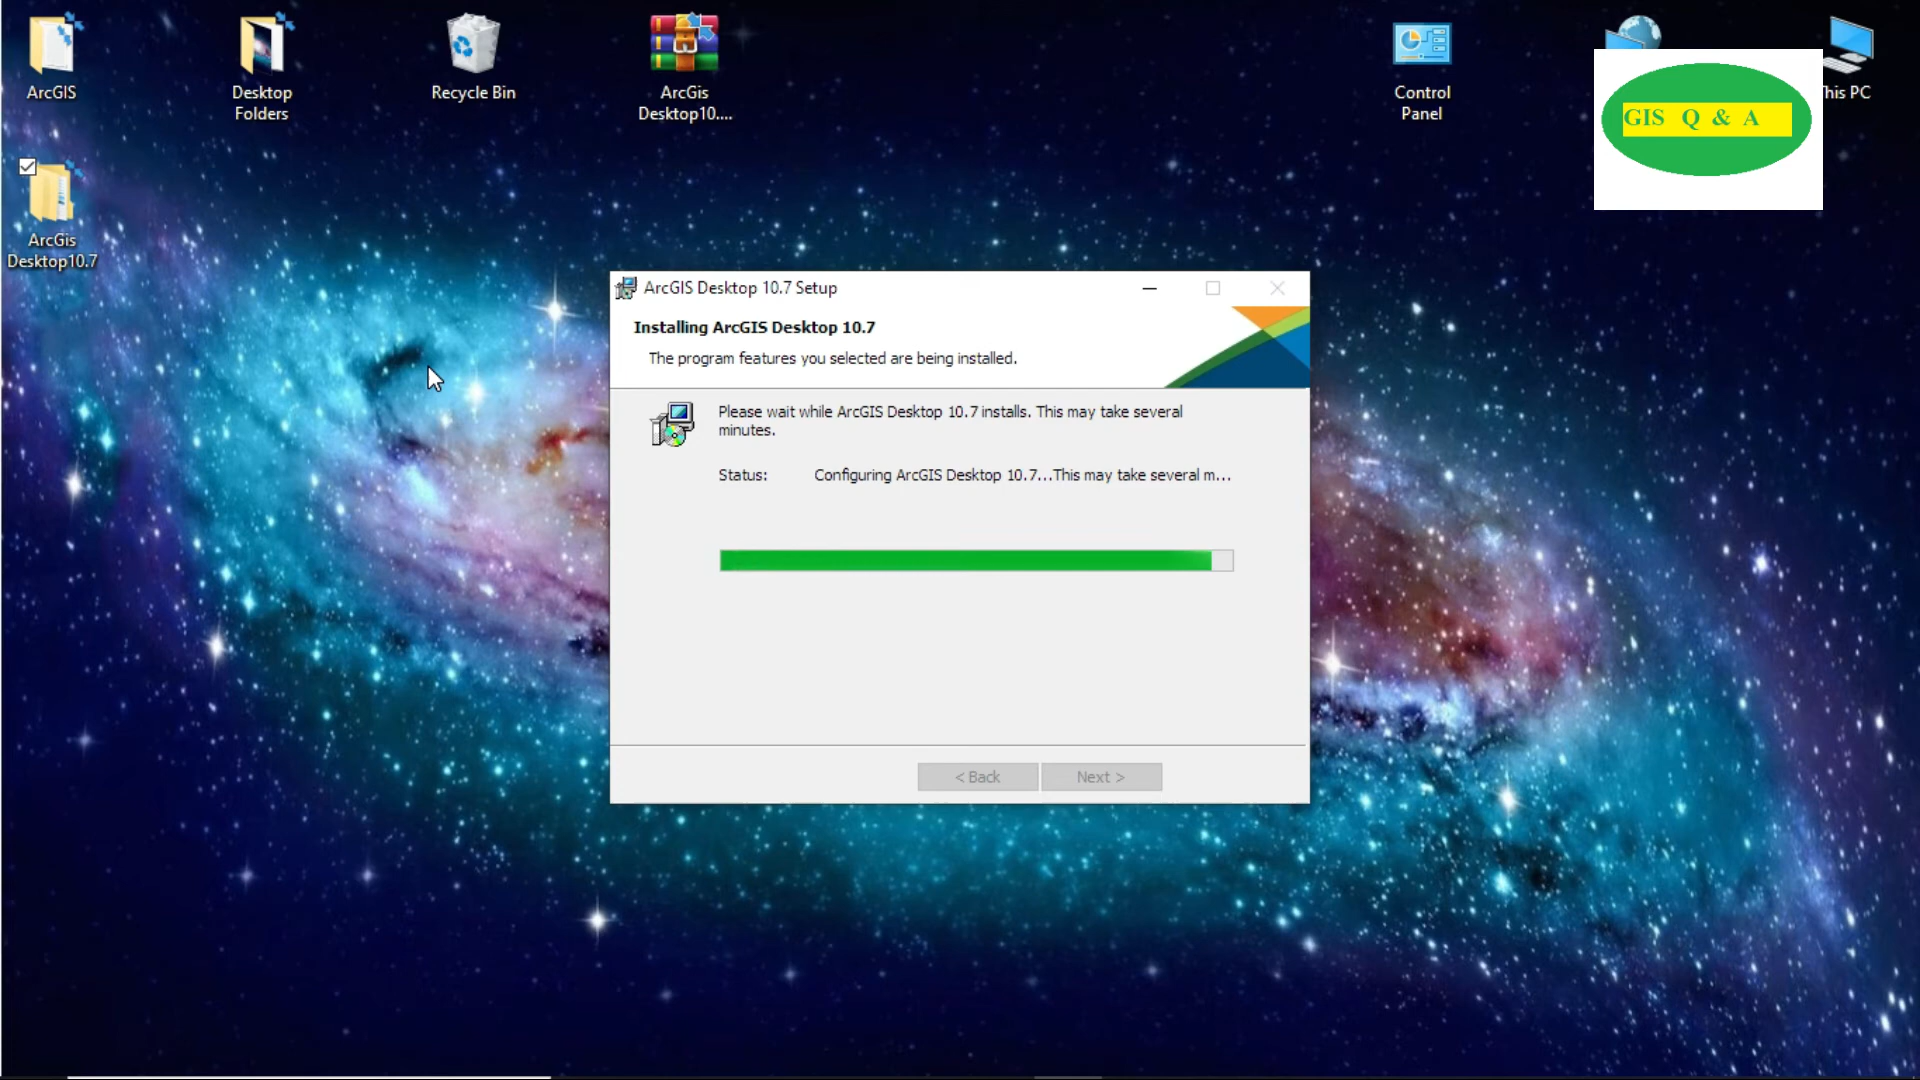 ArcGIS
Desktop
Folders
Recycle Bin
ArcGis
Desktop10....
Control
Panel
This PC
GIS Q & A
ArcGis
Desktop10.7
ArcGIS Desktop 10.7 Setup
Installing ArcGIS Desktop 10.7
The program features you selected are being installed.
Please wait while ArcGIS Desktop 10.7 installs. This may take several
minutes.
Status: Configuring ArcGIS Desktop 10.7...This may take several m...
< Back
Next >